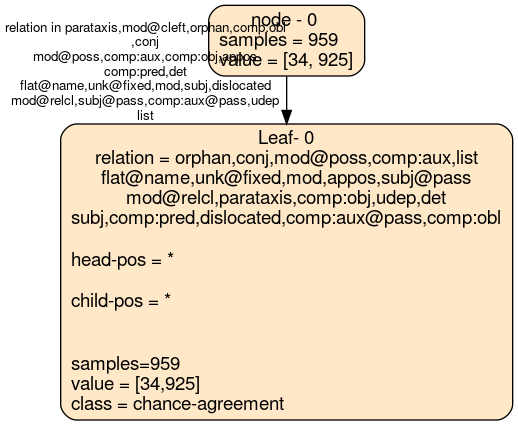 node - 0
samples = 959
value = [34, 925]
relation in parataxis,mod@cleft,orphan,comp:obl
,conj
mod@poss,comp:aux,comp:obj,appos
comp:pred,det
flat@name,unk@fixed,mod,subj,dislocated
mod@relcl,subj@pass,comp:aux@pass,udep
list
Leaf- 0
relation = orphan,conj,mod@poss,comp:aux,list
flat@name,unk@fixed,mod,appos,subj@pass
mod@relcl,parataxis,comp:obj,udep,det
subj,comp:pred,dislocated,comp:aux@pass,comp:obl
head-pos = *
child-pos = *
samples=959
value = [34,925]
class = chance-agreement